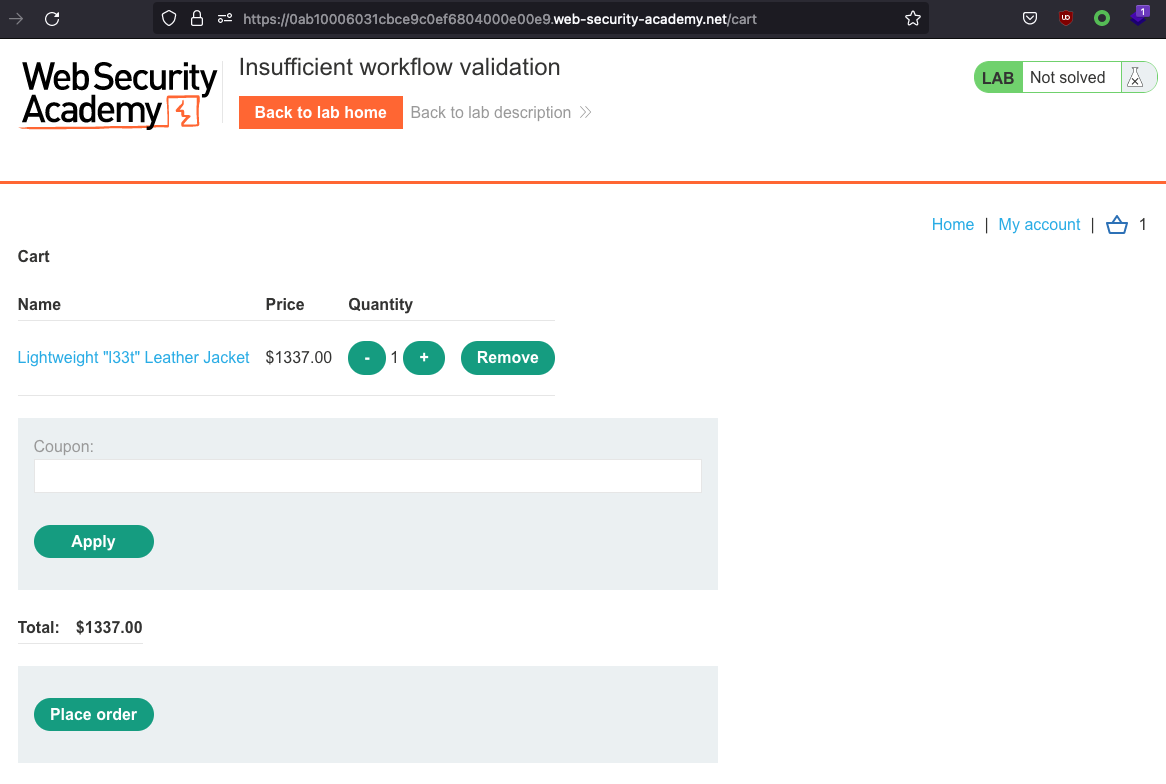 https://0ab10006031cbce9c0ef6804000e00e9.web-security-academy.net/cart
1
UD
WebSecurity
Academy
Insufficient workflow validation
Back to lab home Back to lab description
LAB Not solved
Home | My account | 1
Cart
Name Price Quantity
Lightweight "l33t" Leather Jacket $1337.00 - 1 + Remove
Coupon:
Apply
Total: $1337.00
Place order